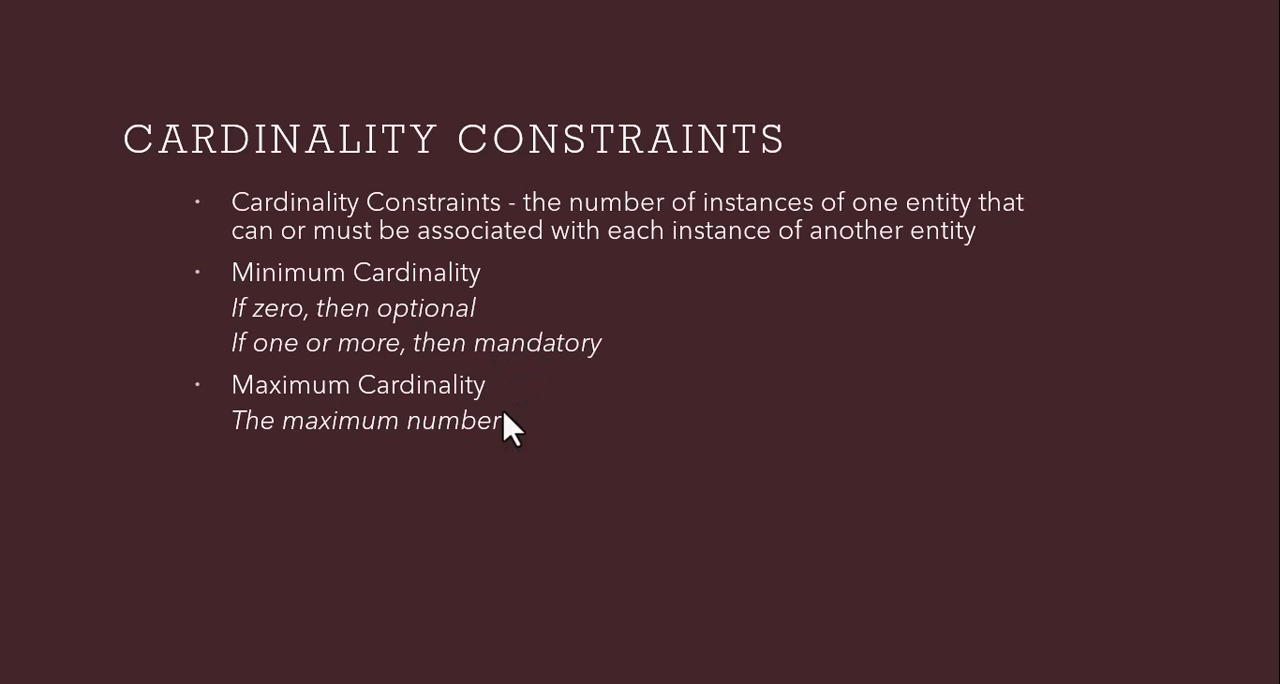 CARDINALITY CONSTRAINTS
• Cardinality Constraints - the number of instances of one entity that
can or must be associated with each instance of another entity
• Minimum Cardinality
If zero, then optional
If one or more, then mandatory
• Maximum Cardinality
The maximum number